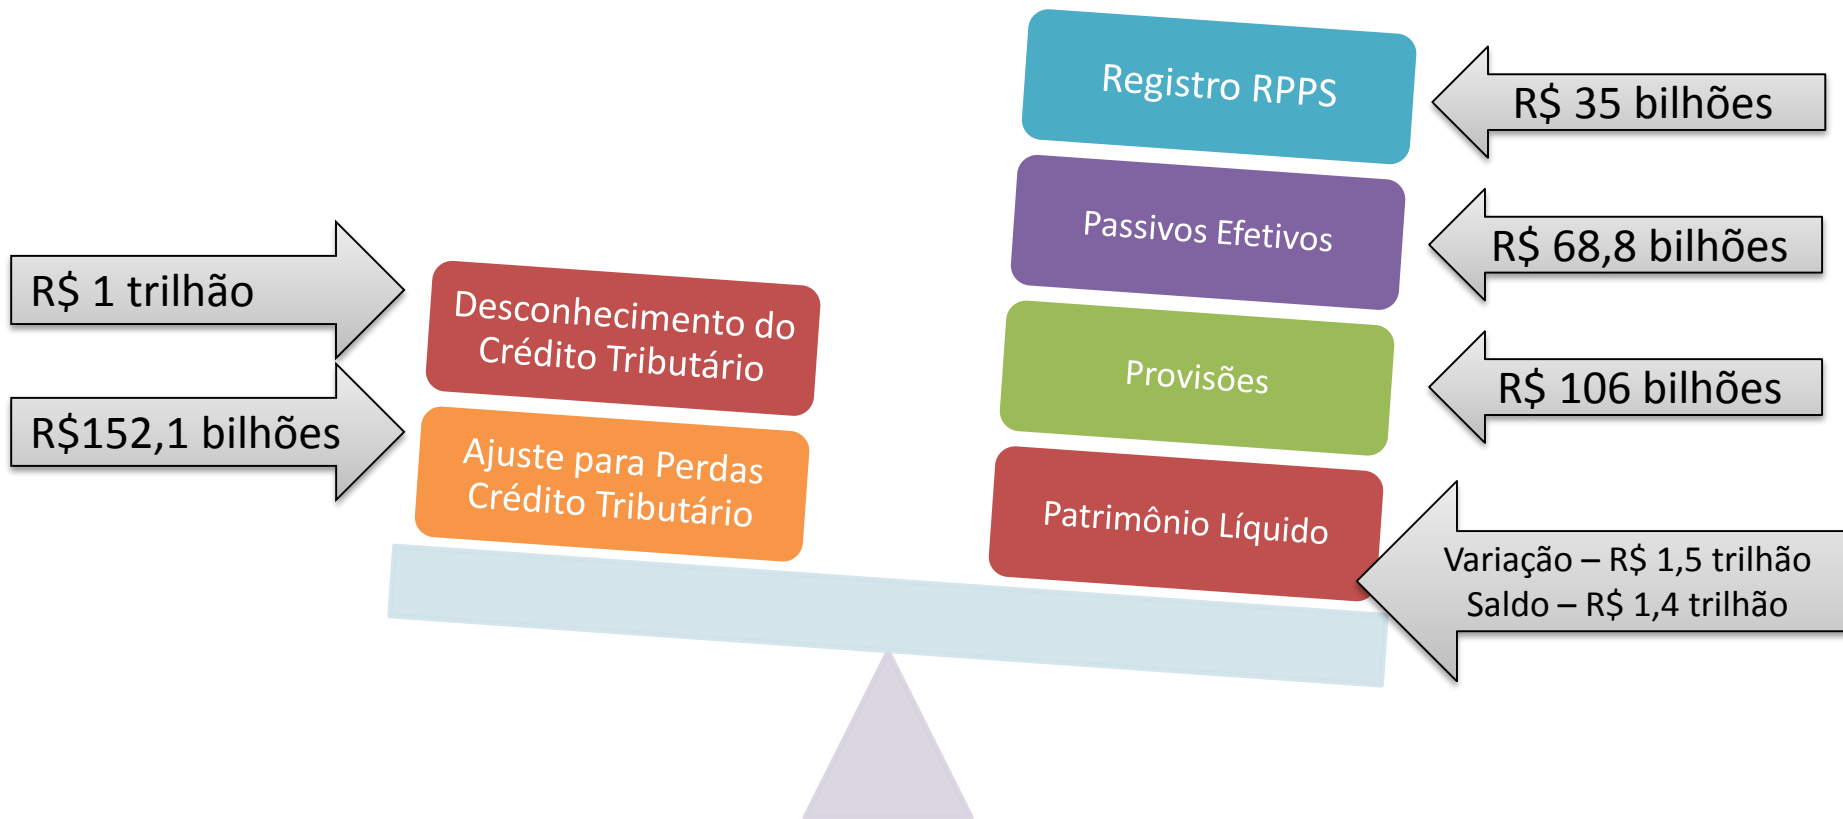 R$ 1 trilhão
R$152,1 bilhões
Desconhecimento do
Crédito Tributário
Ajuste para Perdas
Crédito Tributário
Registro RPPS
Passivos Efetivos
Provisões
Patrimônio Líquido
R$ 35 bilhões
R$ 68,8 bilhões
R$ 106 bilhões
Variação – R$ 1,5 trilhão
Saldo – R$ 1,4 trilhão